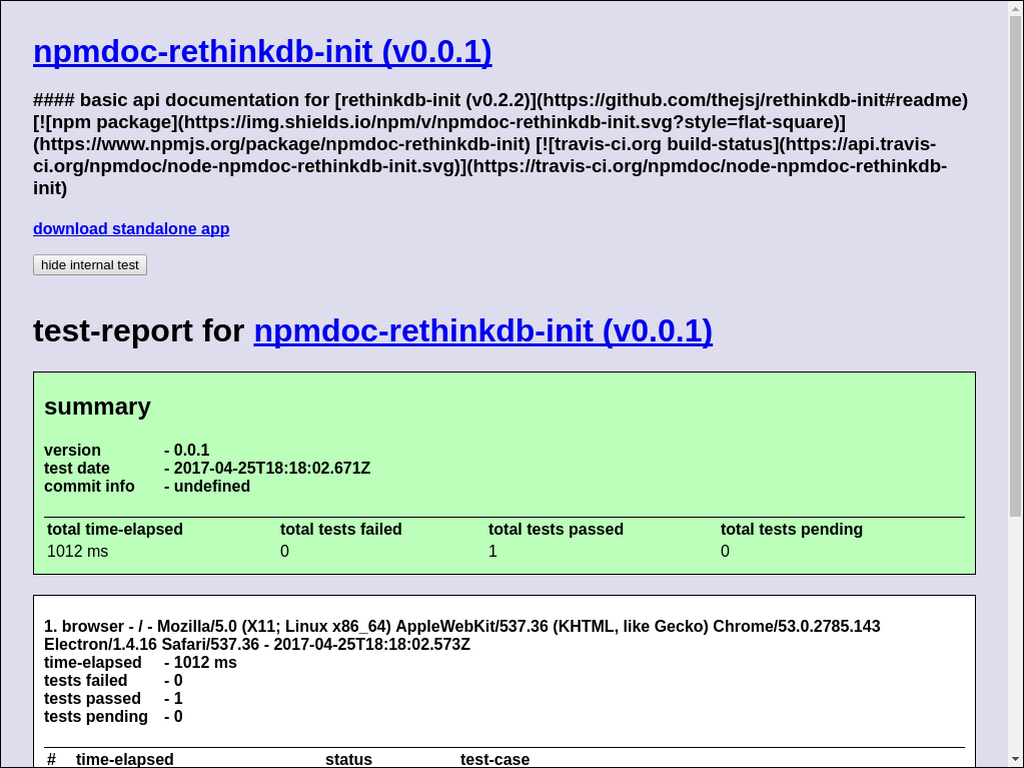 npmdoc-rethinkdb-init (v0.0.1)
#### basic api documentation for [rethinkdb-init (v0.2.2)](https://github.com/thejsj/rethinkdb-init#readme)
[![npm package](https://img.shields.io/npm/v/npmdoc-rethinkdb-init.svg?style=flat-square)]
(https://www.npmjs.org/package/npmdoc-rethinkdb-init) [![travis-ci.org build-status](https://api.travis-
ci.org/npmdoc/node-npmdoc-rethinkdb-init.svg)](https://travis-ci.org/npmdoc/node-npmdoc-rethinkdb-
init)
download standalone app
hide internal test
test-report for npmdoc-rethinkdb-init (v0.0.1)
summary
version - 0.0.1
test date - 2017-04-25T18:18:02.671Z
commit info - undefined
total time-elapsed total tests failed total tests passed total tests pending
1012 ms 0 1 0
1. browser - / - Mozilla/5.0 (X11; Linux x86_64) AppleWebKit/537.36 (KHTML, like Gecko) Chrome/53.0.2785.143
Electron/1.4.16 Safari/537.36 - 2017-04-25T18:18:02.573Z
time-elapsed - 1012 ms
tests failed - 0
tests passed - 1
tests pending - 0
# time-elapsed status test-case